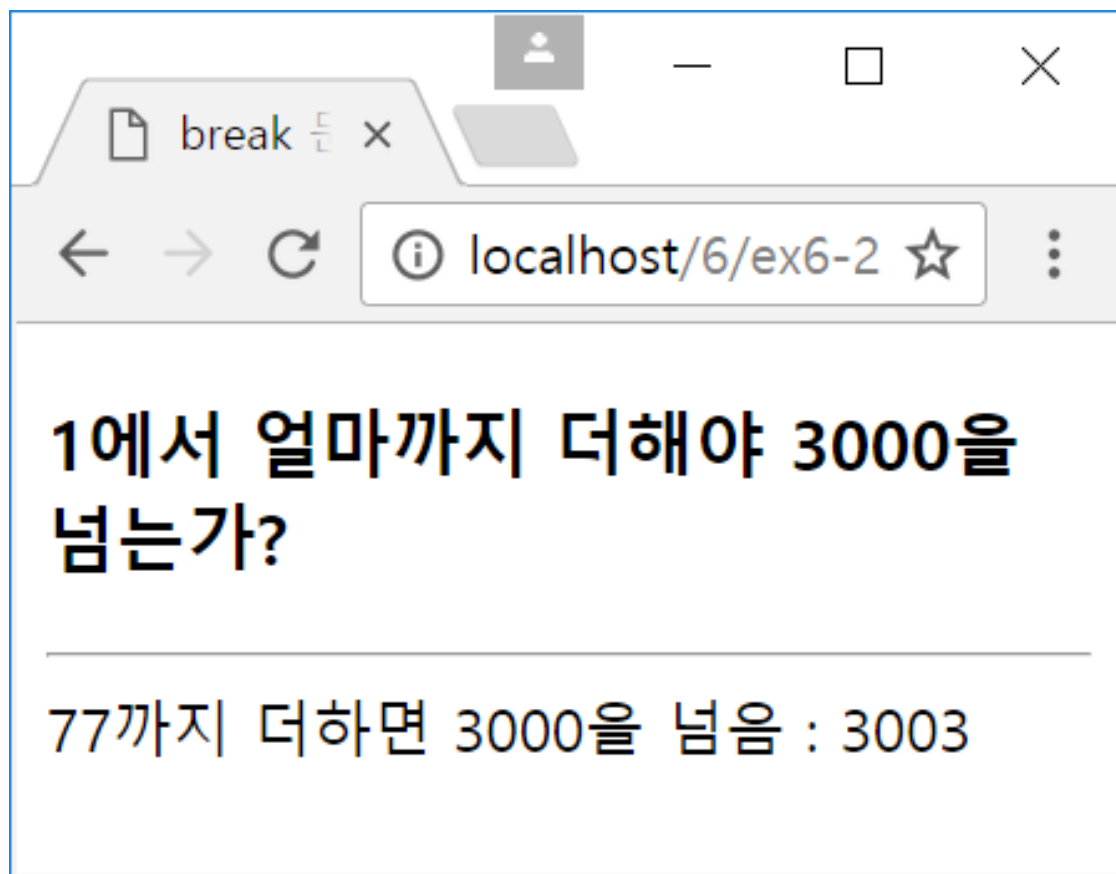 break
localhost/6/ex6-2
1에서 얼마까지 더해야 3000을
넘는가?
77까지 더하면 3000을 넘음 : 3003